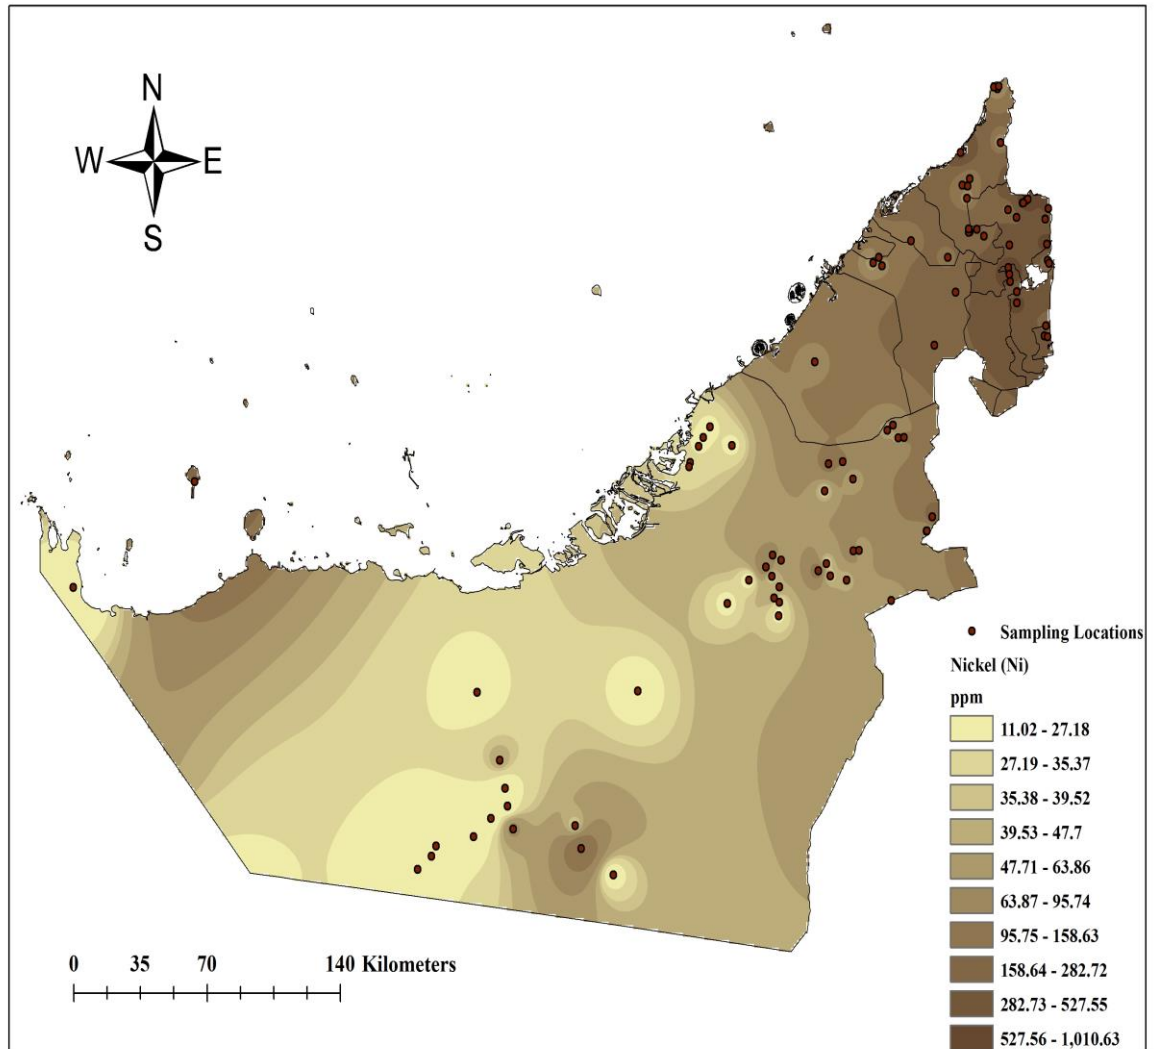 N
W E
S
Sampling Locations
Nickel (Ni)
ppm
11.02 - 27.18
27.19 - 35.37
35.38 - 39.52
39.53 - 47.7
47.71 - 63.86
63.87 - 95.74
95.75 - 158.63
158.64 - 282.72
282.73 - 527.55
527.56 - 1,010.63
0 35 70 140 Kilometers